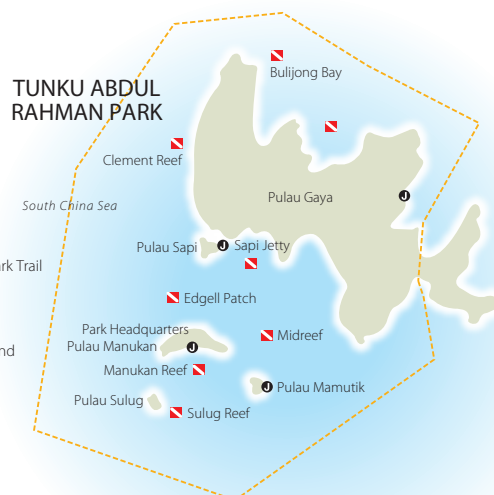 TUNKU ABDUL
RAHMAN PARK
Bulijong Bay
Clement Reef
South China Sea
Pulau Gaya
Pulau Sapi
J
Sapi Jetty
J
rk Trail
Edgell Patch
Park Headquarters
Pulau Manukan
J
Midreef
nd
Manukan Reef
J
Pulau Mamutik
Pulau Sulug
Sulug Reef